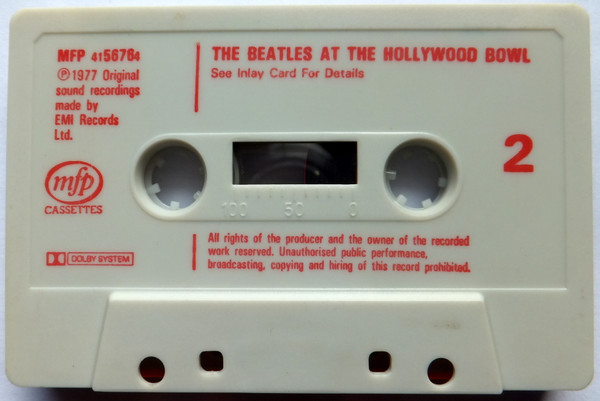 MFP 4156764
℗ 1977 Original
sound recordings
made by
EMI Records
Ltd.
THE BEATLES AT THE HOLLYWOOD BOWL
See Inlay Card For Details
2
mfp
CASSETTES
100 50 0
DOLBY SYSTEM
All rights of the producer and the owner of the recorded
work reserved. Unauthorised public performance,
broadcasting, copying and hiring of this record prohibited.